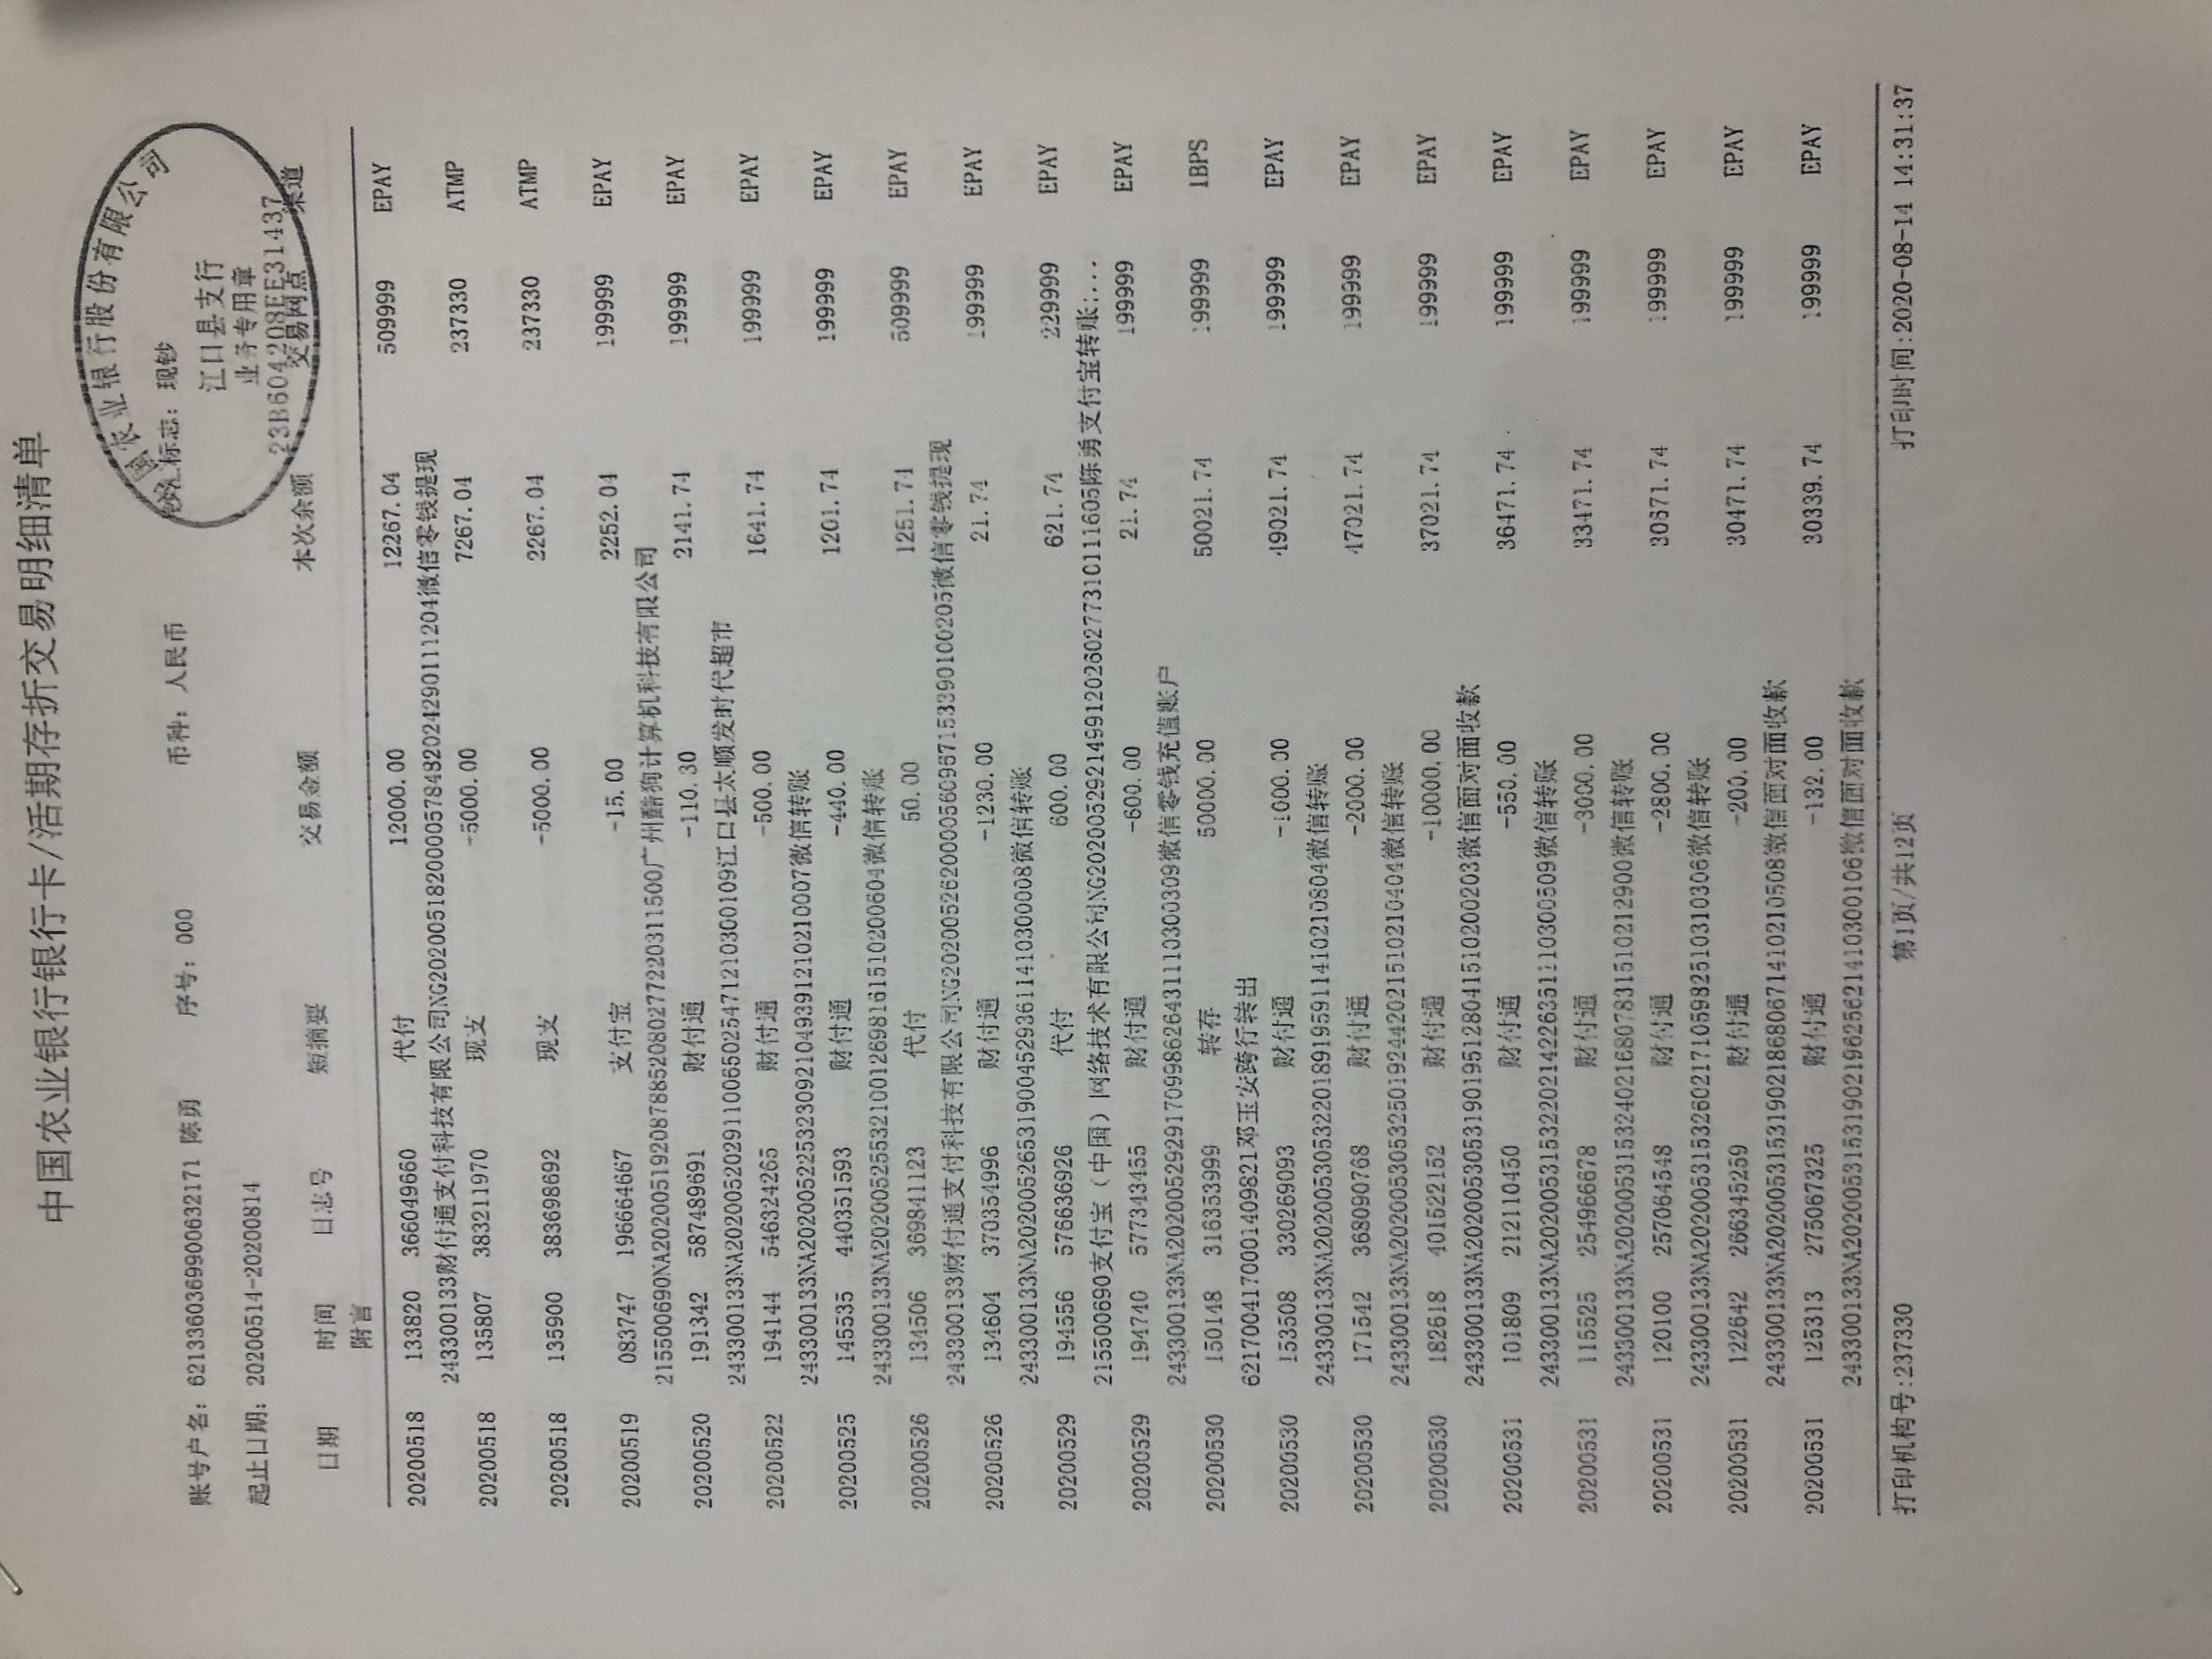 中国农业银行银行卡/活期存折交易明细清单
中国农业银行股份有限公司
账号户名: 6213360369900632171 陈勇 序号: 000 币种: 人民币 钞汇标志: 现钞
江口县支行
业务专用章
起止日期: 20200514-20200814
23B604208EE31437
日期 时间 日志号 短摘要 交易金额 本次余额 交易网点 渠道
附言
20200518 133820 366049660 代付 12000.00 12267.04 509999 EPAY
243300133财付通支付科技有限公司NG2020051820000578482024290111204微信零钱提现
20200518 135807 383211970 现支 -5000.00 7267.04 237330 ATMP
20200518 135900 383698692 现支 -5000.00 2267.04 237330 ATMP
20200519 083747 196664667 支付宝 -15.00 2252.04 199999 EPAY
215500690NA2020051920878852080277220311500广州酷狗计算机科技有限公司
20200520 191342 587489691 财付通 -110.30 2141.74 199999 EPAY
243300133NA2020052029110065025471210300109江口县太顺发时代超市
20200522 194144 546324265 财付通 -500.00 1641.74 199999 EPAY
243300133NA2020052253230921049391210210007微信转账
20200525 145535 440351593 财付通 -440.00 1201.74 199999 EPAY
243300133NA2020052553210012698161510200604微信转账
20200526 134506 369841123 代付 50.00 1251.74 509999 EPAY
243300133财付通支付科技有限公司NG2020052620000560967153390100205微信零钱提现
20200526 134604 370354996 财付通 -1230.00 21.74 199999 EPAY
243300133NA2020052653190045293611410300008微信转账
20200529 194556 576636926 代付 600.00 621.74 229999 EPAY
215500690支付宝（中国）网络技术有限公司NG2020052921499120260277310111605陈勇支付宝转账:...
20200529 194740 577343455 财付通 -600.00 21.74 199999 EPAY
243300133NA2020052929170998626431110300309微信零钱充值账户
20200530 150148 316353999 转存 50000.00 50021.74 199999 IBPS
6217004170001409821邓玉安跨行转出
20200530 153508 330269093 财付通 -1000.00 49021.74 199999 EPAY
243300133NA2020053053220189195911410210804微信转账
20200530 171542 368090768 财付通 -2000.00 47021.74 199999 EPAY
243300133NA2020053053250192442021510210404微信转账
20200530 182618 401522152 财付通 -10000.00 37021.74 199999 EPAY
243300133NA2020053053190195128041510200203微信面对面收款
20200531 101809 212110450 财付通 -550.00 36471.74 199999 EPAY
243300133NA2020053153220214226351110300509微信转账
20200531 115525 254966678 财付通 -3000.00 33471.74 199999 EPAY
243300133NA2020053153240216807831510212900微信转账
20200531 120100 257064548 财付通 -2800.00 30671.74 199999 EPAY
243300133NA2020053153260217105982510310306微信转账
20200531 122642 266345259 财付通 -200.00 30471.74 199999 EPAY
243300133NA2020053153190218680671410210508微信面对面收款
20200531 125313 275067325 财付通 -132.00 30339.74 199999 EPAY
243300133NA2020053153190219625621410300106微信面对面收款
打印机构号:237330 第1页/共12页 打印时间:2020-08-14 14:31:37